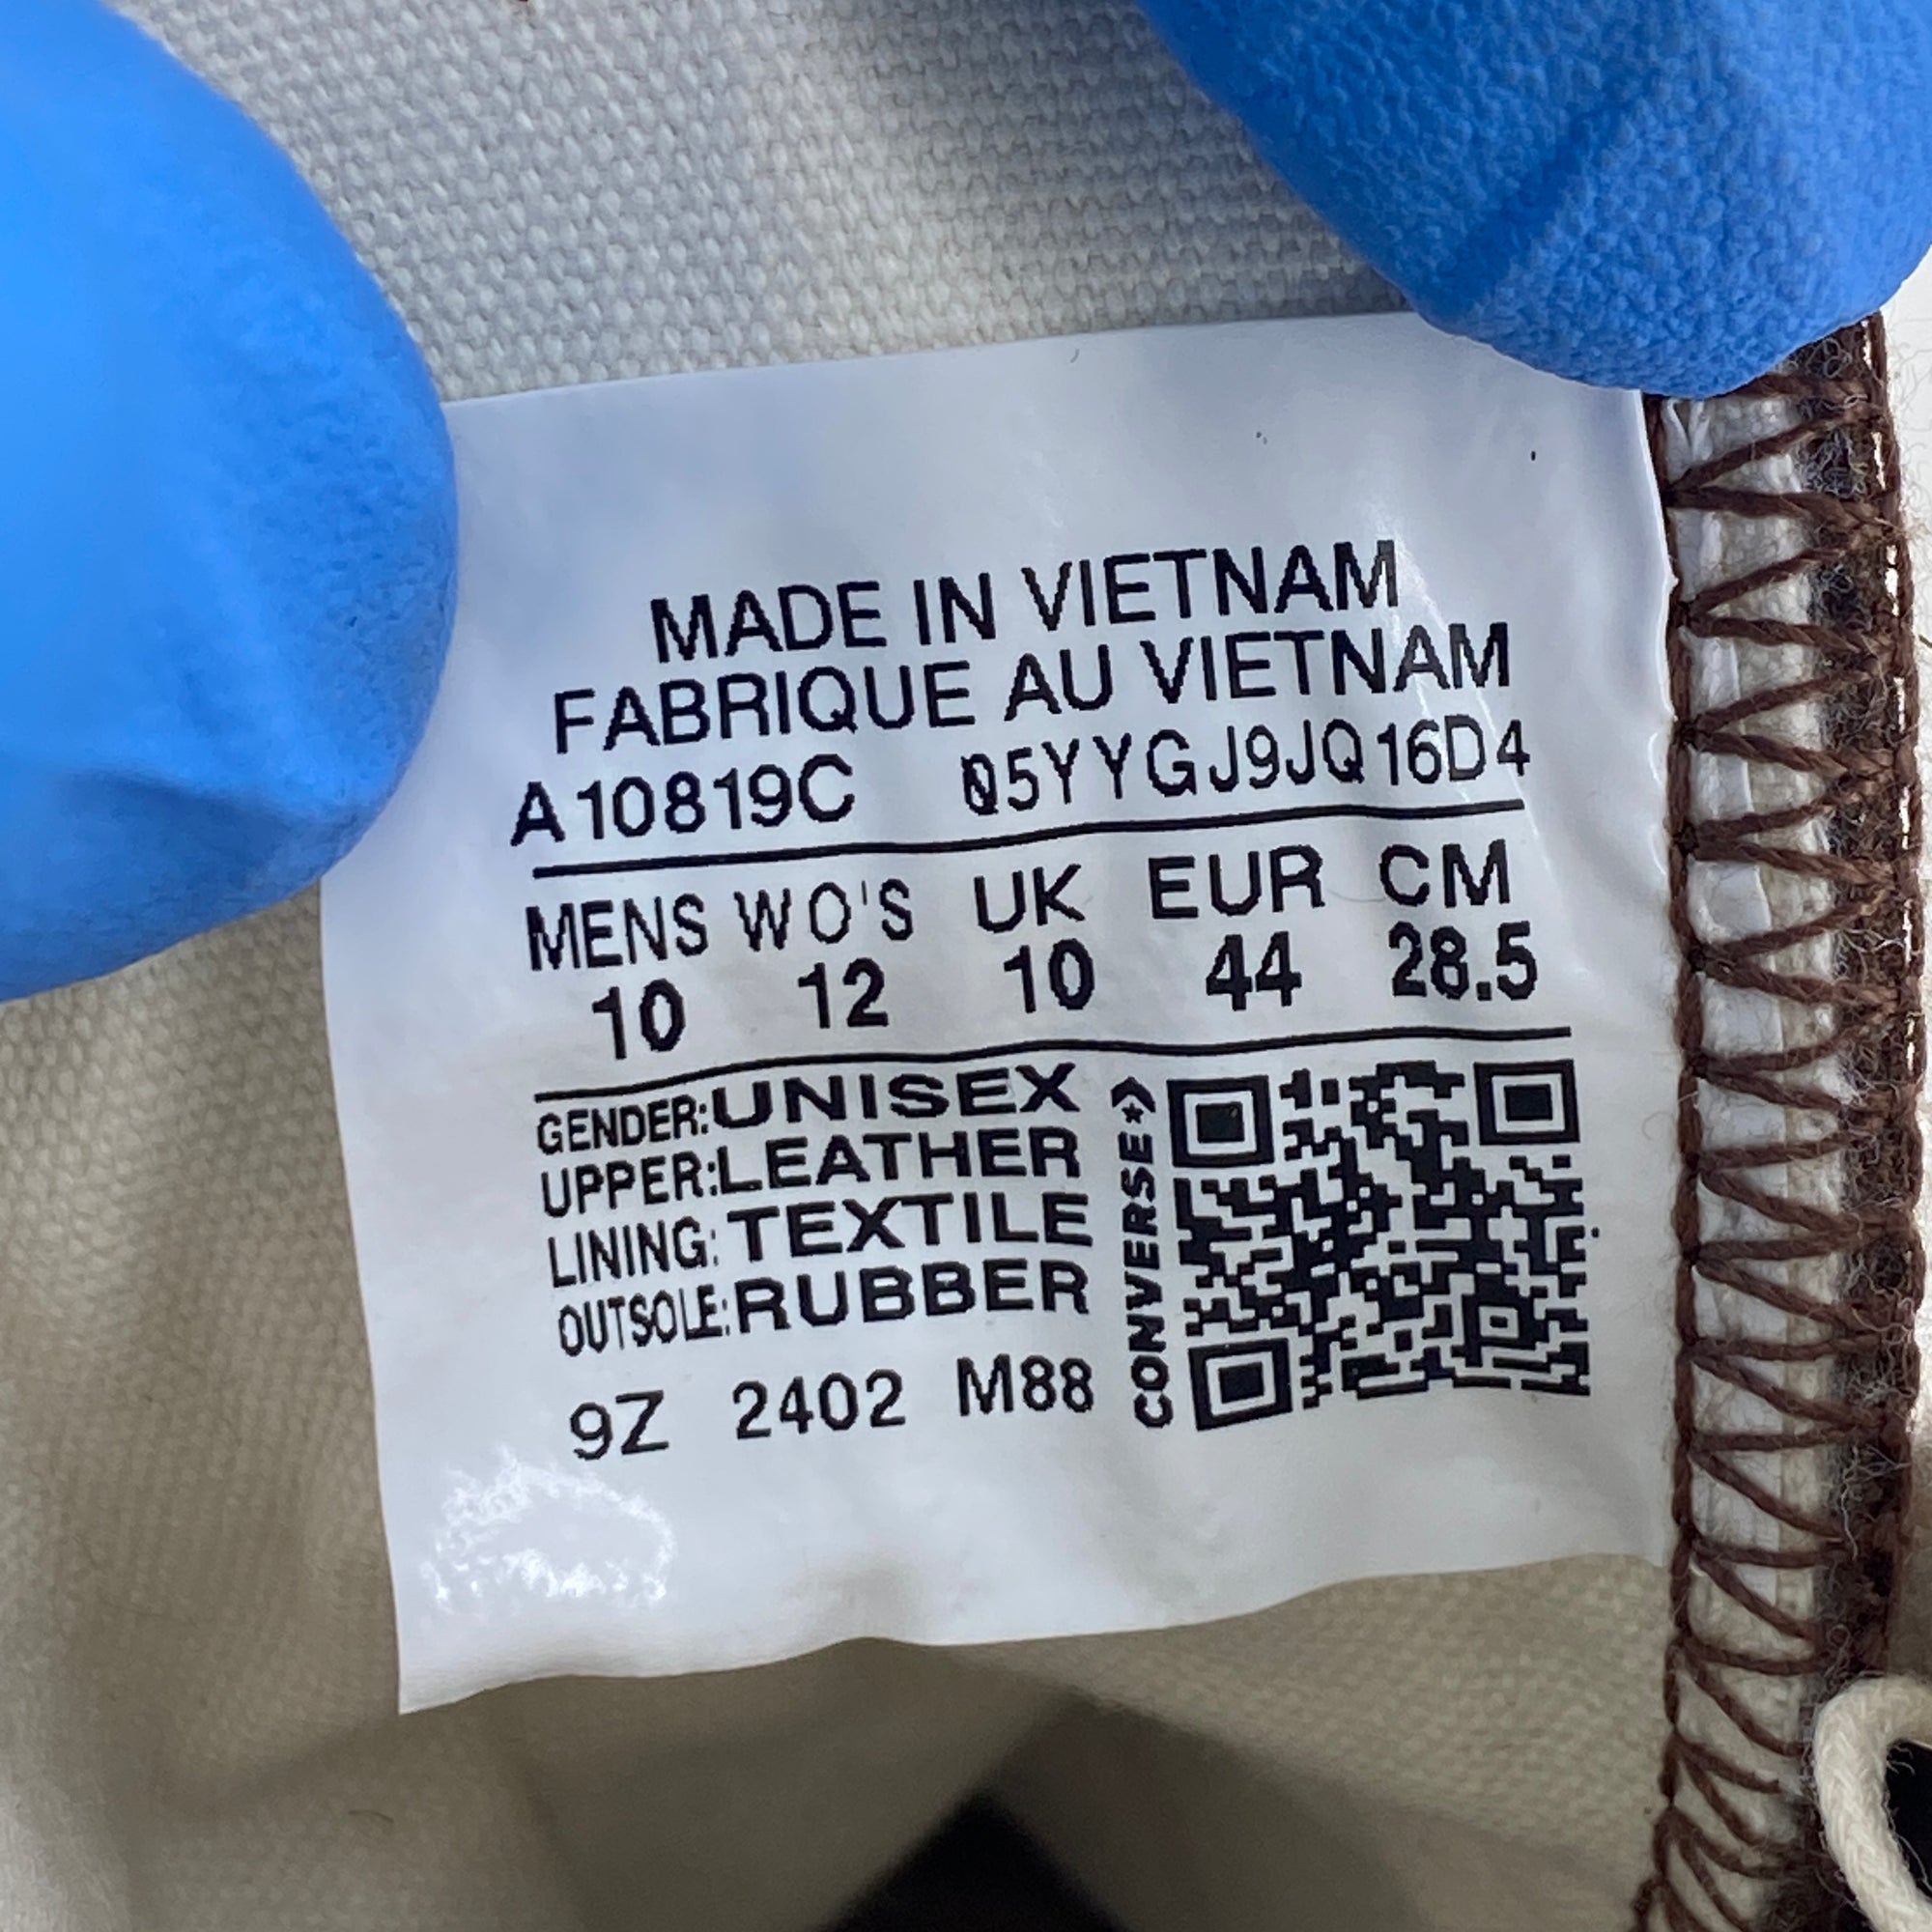 MADE IN VIETNAM
FABRIQUE AU VIETNAM
A10819C 05YYGJ9JQ16D4
MENS WO'S UK EUR CM
10 12 10 44 28.5
GENDER: UNISEX
UPPER: LEATHER
LINING: TEXTILE
OUTSOLE: RUBBER
9Z 2402 M88
CONVERSE